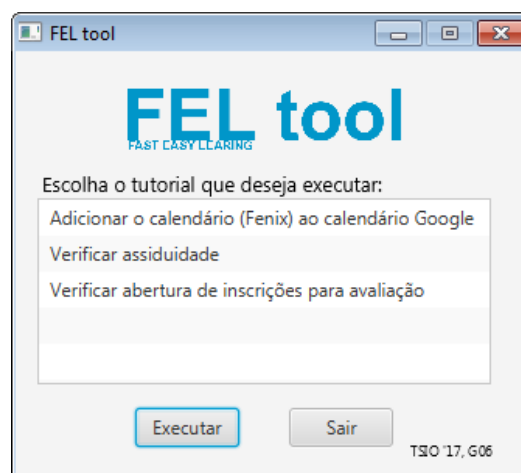 FEL tool
FEL tool
FAST EASY LEARING
Escolha o tutorial que deseja executar:
Adicionar o calendário (Fenix) ao calendário Google
Verificar assiduidade
Verificar abertura de inscrições para avaliação
Executar
Sair
TSIO '17, G06